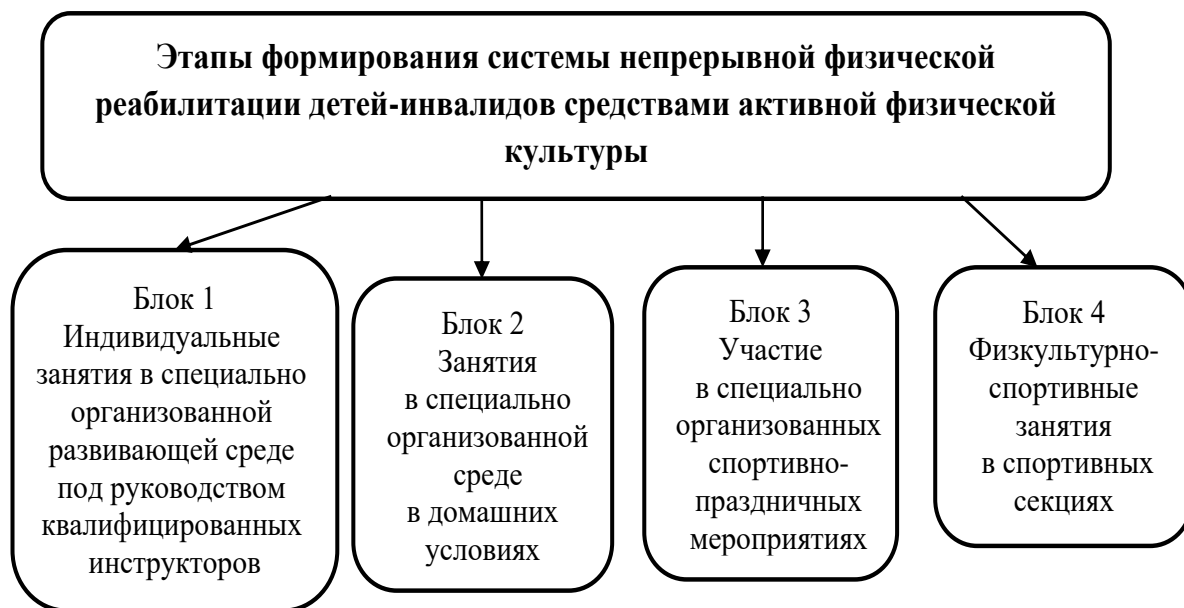 Этапы формирования системы непрерывной физической
реабилитации детей-инвалидов средствами активной физической
культуры
Блок 1
Индивидуальные
занятия в специально
организованной
развивающей среде
под руководством
квалифицированных
инструкторов
Блок 2
Занятия
в специально
организованной
среде
в домашних
условиях
Блок 3
Участие
в специально
организованных
спортивно-
праздничных
мероприятиях
Блок 4
Физкультурно-
спортивные
занятия
в спортивных
секциях